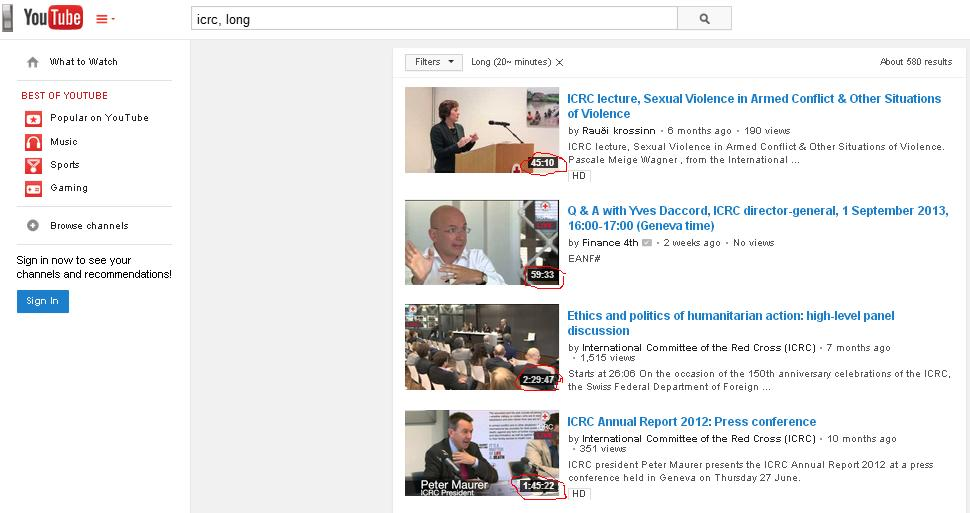 YouTube
icrc, long
What to Watch
BEST OF YOUTUBE
Popular on YouTube
Music
Sports
Gaming
Browse channels
Sign in now to see your
channels and recommendations!
Sign In
Filters
Long (20~ minutes)
About 580 results
45:10
ICRC lecture, Sexual Violence in Armed Conflict & Other Situations
of Violence
by Rauði krossinn · 6 months ago · 190 views
ICRC lecture, Sexual Violence in Armed Conflict & Other Situations of Violence.
Pascale Meige Wagner , from the International ...
HD
59:33
Q & A with Yves Daccord, ICRC director-general, 1 September 2013,
16:00-17:00 (Geneva time)
by Finance 4th · 2 weeks ago · No views
EANF#
2:29:47
Ethics and politics of humanitarian action: high-level panel
discussion
by International Committee of the Red Cross (ICRC) · 7 months ago
· 1,515 views
Starts at 26:06 On the occasion of the 150th anniversary celebrations of the ICRC,
the Swiss Federal Department of Foreign ...
Peter Maurer
ICRC President
1:45:22
ICRC Annual Report 2012: Press conference
by International Committee of the Red Cross (ICRC) · 10 months ago
· 351 views
ICRC president Peter Maurer presents the ICRC Annual Report 2012 at a press
conference held in Geneva on Thursday 27 June.
HD